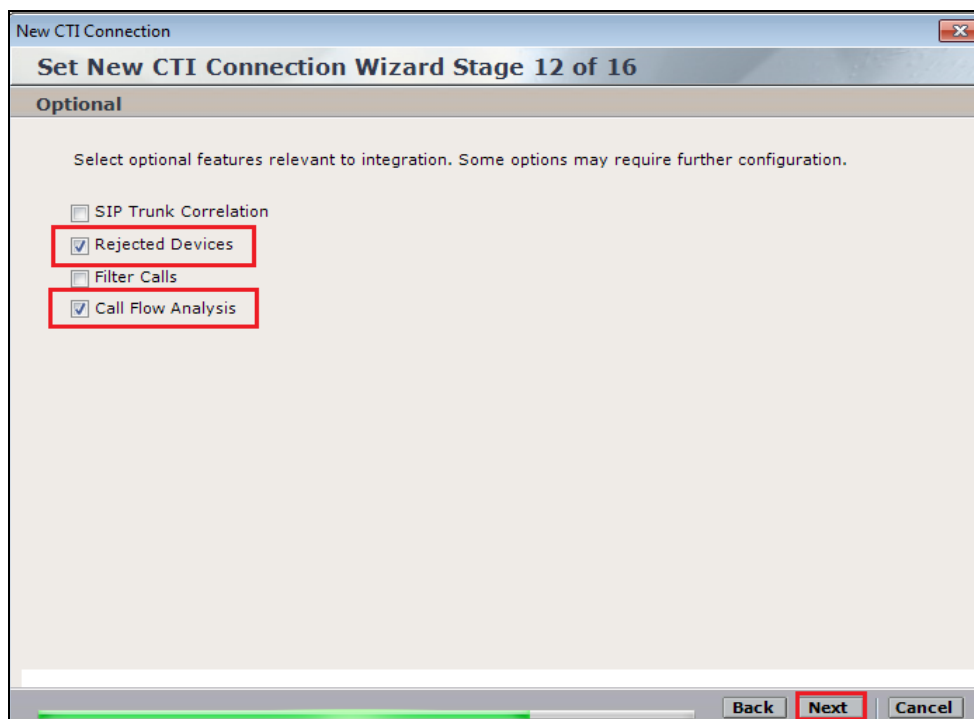 New CTI Connection
Set New CTI Connection Wizard Stage 12 of 16
Optional
Select optional features relevant to integration. Some options may require further configuration.
SIP Trunk Correlation
Rejected Devices
Filter Calls
Call Flow Analysis
Back Next Cancel